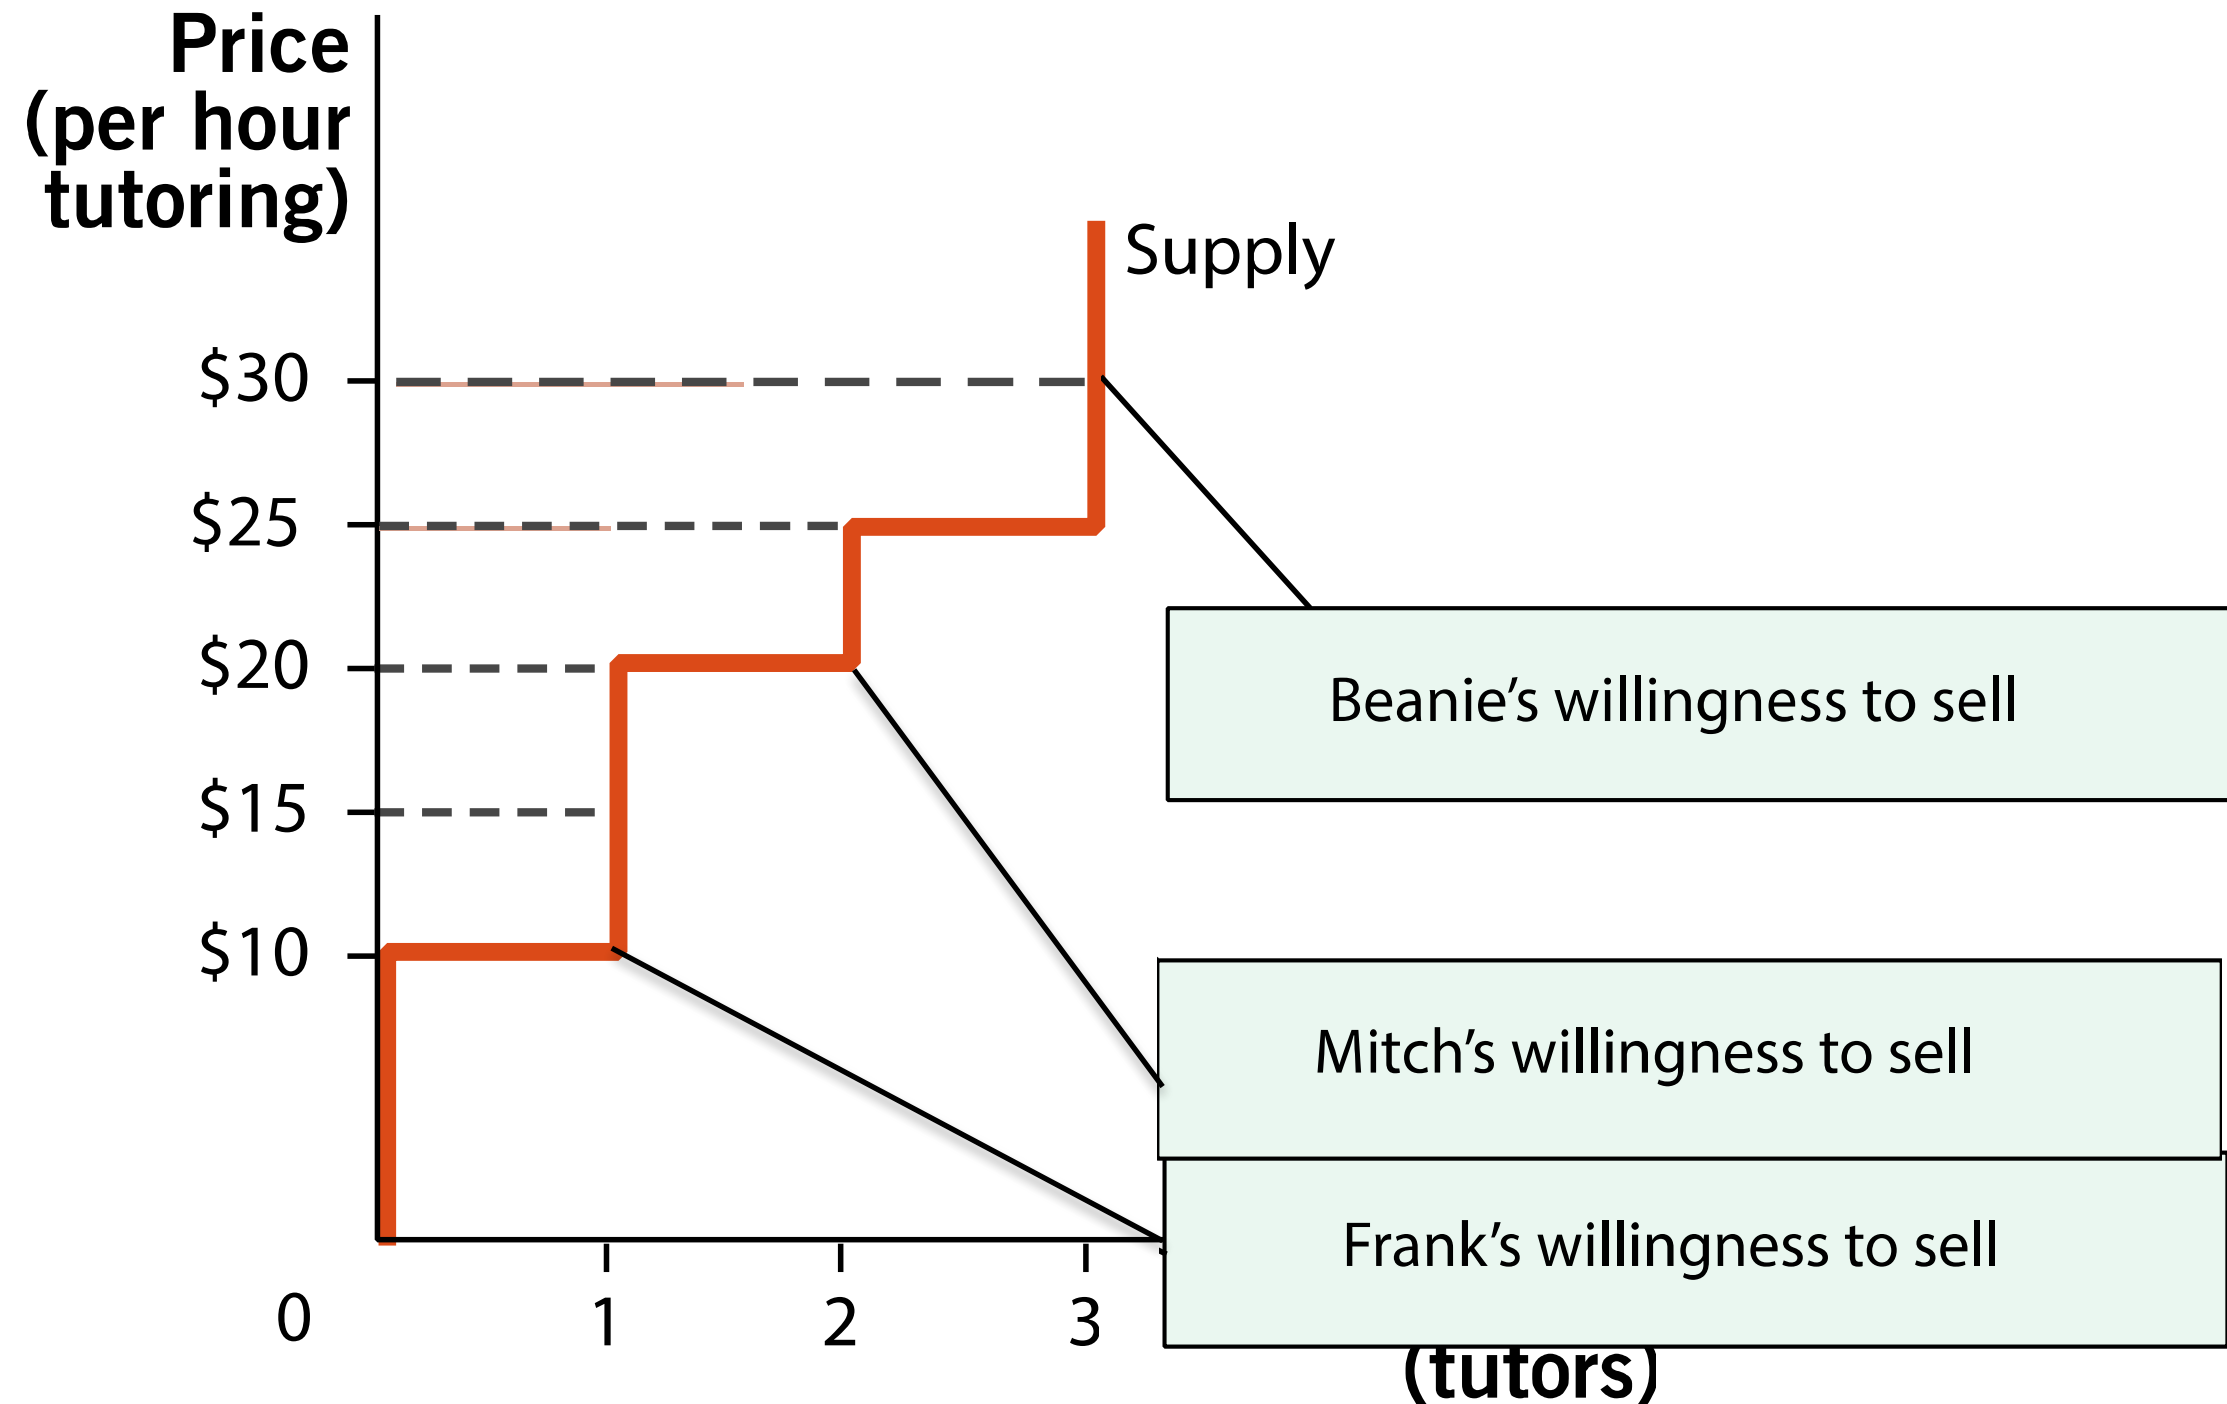 Price
(per hour
tutoring)
Supply
$30
$25
$20
$15
$10
Beanie’s willingness to sell
Mitch’s willingness to sell
Frank’s willingness to sell
0 1 2 3
(tutors)